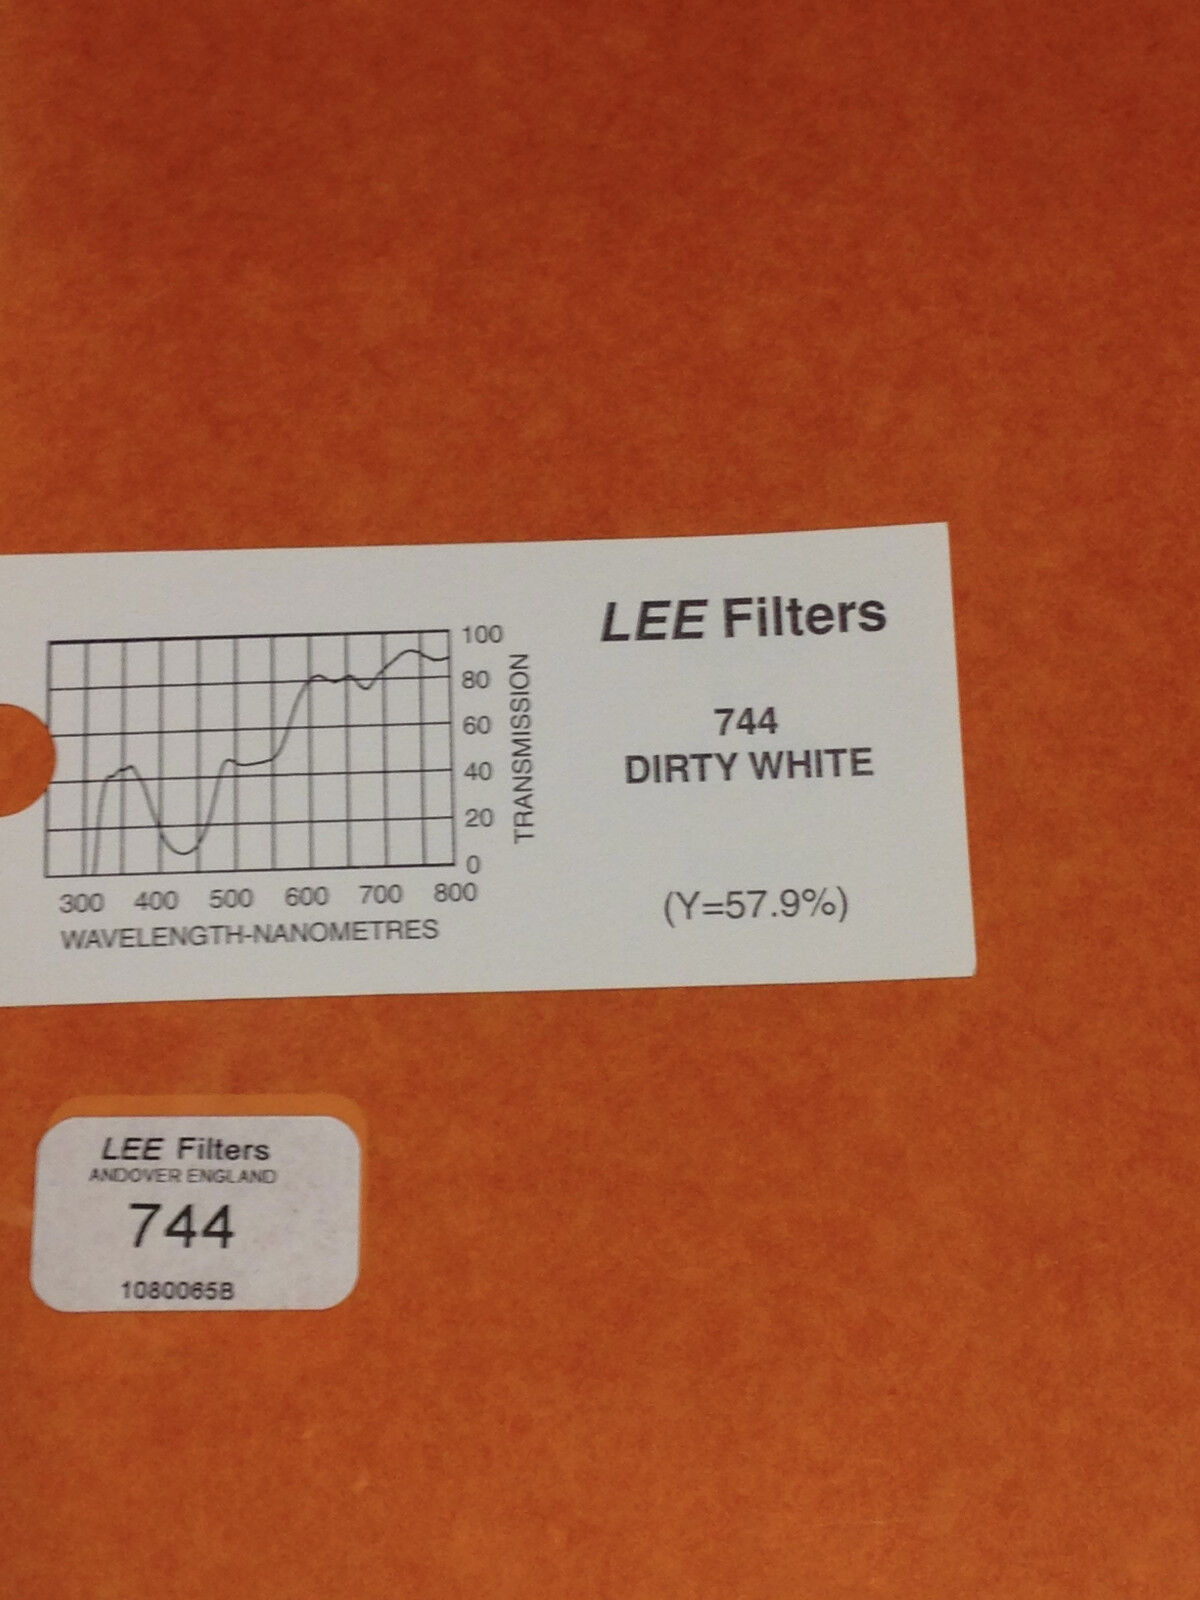 LEE Filters
744
DIRTY WHITE
(Y=57.9%)
100
80
60
40
20
0
TRANSMISSION
300 400 500 600 700 800
WAVELENGTH-NANOMETRES
LEE Filters
ANDOVER ENGLAND
744
1080065B